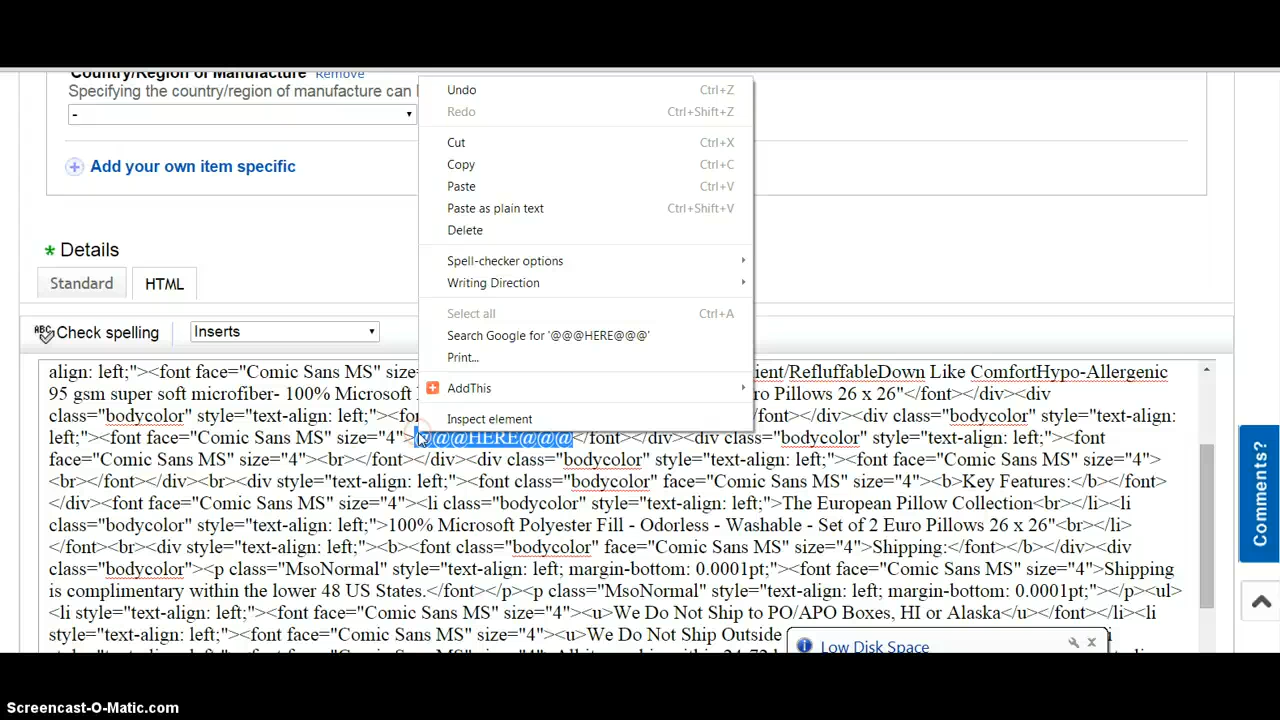 Country/Region of Manufacture Remove
Specifying the country/region of manufacture can
-
Add your own item specific
Details
Standard HTML
Check spelling Inserts
Undo Ctrl+Z
Redo Ctrl+Shift+Z
Cut Ctrl+X
Copy Ctrl+C
Paste Ctrl+V
Paste as plain text Ctrl+Shift+V
Delete
Spell-checker options
Writing Direction
Select all Ctrl+A
Search Google for '@@@HERE@@@'
Print...
AddThis
Inspect element
align: left;"><font face="Comic Sans MS" size= ient/RefluffableDown Like ComfortHypo-Allergenic
95 gsm super soft microfiber- 100% Microsoft ro Pillows 26 x 26"</font></div><div
class="bodycolor" style="text-align: left;"><fo /font></div><div class="bodycolor" style="text-align:
left;"><font face="Comic Sans MS" size="4">@@@HERE@@@</font></div><div class="bodycolor" style="text-align: left;"><font
face="Comic Sans MS" size="4"><br></font></div><div class="bodycolor" style="text-align: left;"><font face="Comic Sans MS" size="4">
<br></font></div><br><div style="text-align: left;"><font class="bodycolor" face="Comic Sans MS" size="4"><b>Key Features:</b></font>
</div><font face="Comic Sans MS" size="4"><li class="bodycolor" style="text-align: left;">The European Pillow Collection<br></li><li
class="bodycolor" style="text-align: left;">100% Microsoft Polyester Fill - Odorless - Washable - Set of 2 Euro Pillows 26 x 26"<br></li>
</font><br><div style="text-align: left;"><b><font class="bodycolor" face="Comic Sans MS" size="4">Shipping:</font></b></div><div
class="bodycolor"><p class="MsoNormal" style="text-align: left; margin-bottom: 0.0001pt;"><font face="Comic Sans MS" size="4">Shipping
is complimentary within the lower 48 US States.</font></p><p class="MsoNormal" style="text-align: left; margin-bottom: 0.0001pt;"></p><ul>
<li style="text-align: left;"><font face="Comic Sans MS" size="4"><u>We Do Not Ship to PO/APO Boxes, HI or Alaska</u></font></li><li
style="text-align: left;"><font face="Comic Sans MS" size="4"><u>We Do Not Ship Outside
Low Disk Space
Comments?
Screencast-O-Matic.com